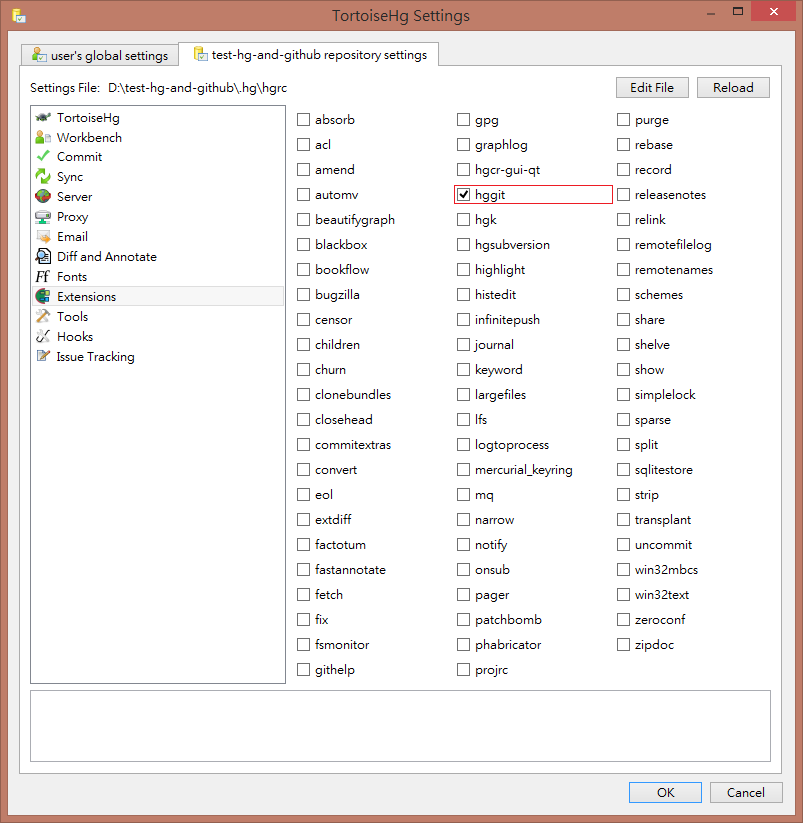 TortoiseHg Settings
user's global settings
test-hg-and-github repository settings
Settings File: D:\test-hg-and-github\.hg\hgrc
Edit File
Reload
TortoiseHg
Workbench
Commit
Sync
Server
Proxy
Email
Diff and Annotate
Ff Fonts
Extensions
Tools
Hooks
Issue Tracking
absorb
acl
amend
automv
beautifygraph
blackbox
bookflow
bugzilla
censor
children
churn
clonebundles
closehead
commitextras
convert
eol
extdiff
factotum
fastannotate
fetch
fix
fsmonitor
githelp
gpg
graphlog
hgcr-gui-qt
hggit
hgk
hgsubversion
highlight
histedit
infinitepush
journal
keyword
largefiles
lfs
logtoprocess
mercurial_keyring
mq
narrow
notify
onsub
pager
patchbomb
phabricator
projrc
purge
rebase
record
releasenotes
relink
remotefilelog
remotenames
schemes
share
shelve
show
simplelock
sparse
split
sqlitestore
strip
transplant
uncommit
win32mbcs
win32text
zeroconf
zipdoc
OK
Cancel